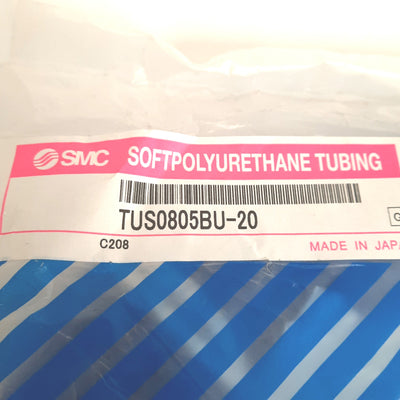 SMC SOFTPOLYURETHANE TUBING
TUS0805BU-20
G
C208
MADE IN JAPA